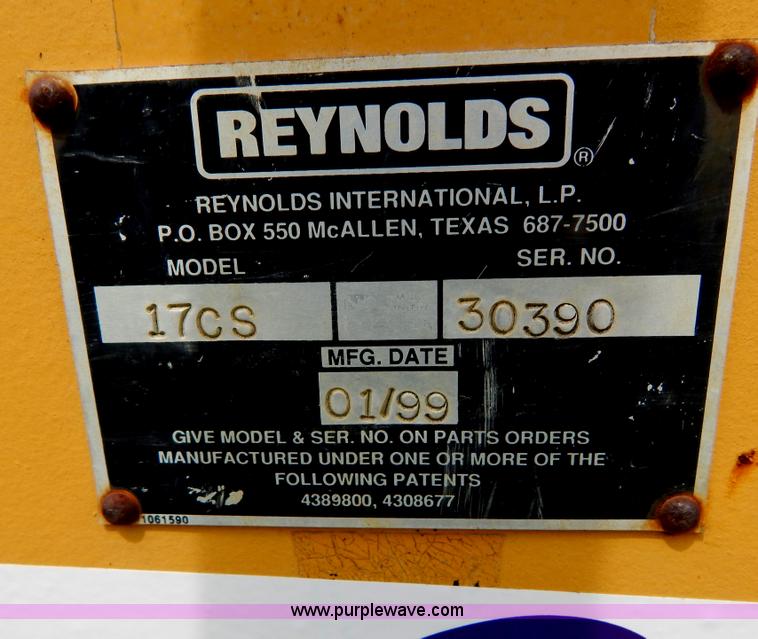 REYNOLDS ®
REYNOLDS INTERNATIONAL, L.P.
P.O. BOX 550 McALLEN, TEXAS 687-7500
MODEL SER. NO.
17CS 30390
MFG. DATE
01/99
GIVE MODEL & SER. NO. ON PARTS ORDERS
MANUFACTURED UNDER ONE OR MORE OF THE
FOLLOWING PATENTS
4389800, 4308677
1061590
www.purplewave.com